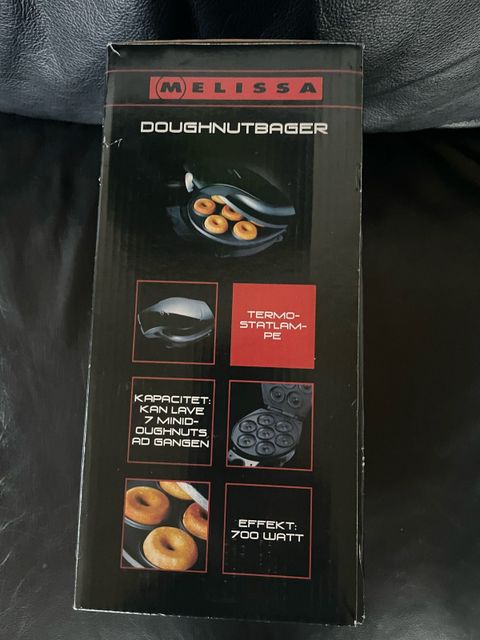 MELISSA
DOUGHNUTBAGER
TERMO-
STATLAM-
PE
KAPACITET:
KAN LAVE
7 MINID-
OUGHNUTS
AD GANGEN
EFFEKT:
700 WATT